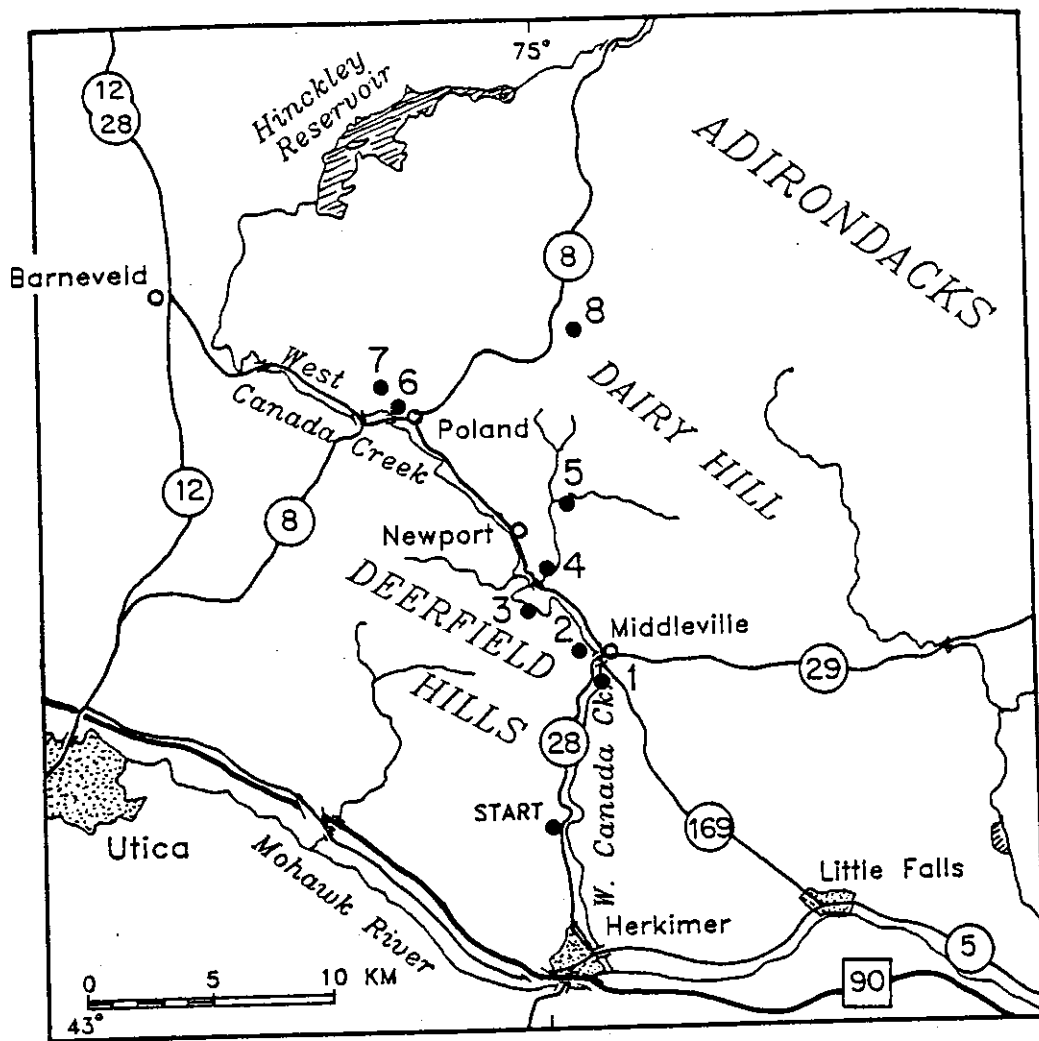 75°
12
28
Hinckley
Reservoir
ADIRONDACKS
8
Barneveld
8
West
7
6
Canada Creek
Poland
DAIRY HILL
5
12
8
Newport
4
DEERFIELD
HILLS
3
2
Middleville
1
29
28
W. Canada Ck.
START
169
Utica
Mohawk River
Little Falls
Herkimer
5
90
0 5 10 KM
43°